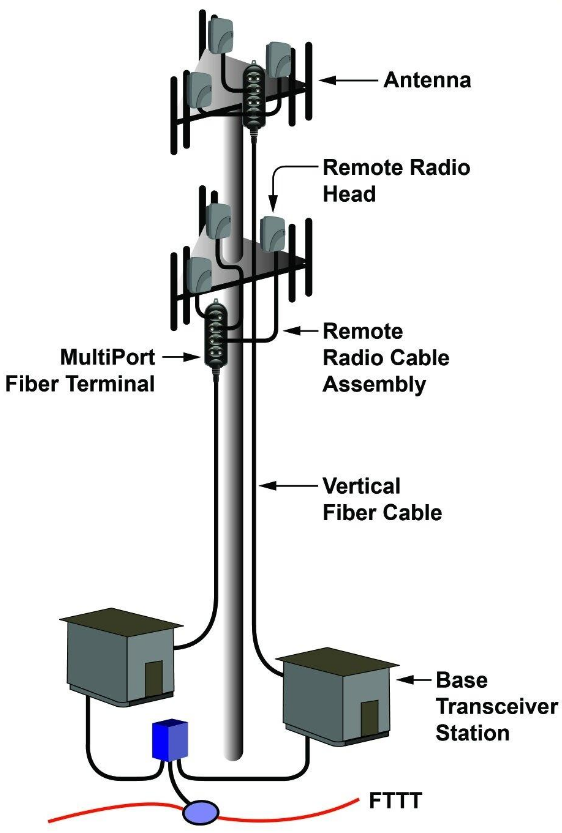 Antenna
Remote Radio
Head
Remote
Radio Cable
Assembly
MultiPort
Fiber Terminal
Vertical
Fiber Cable
Base
Transceiver
Station
FTTT